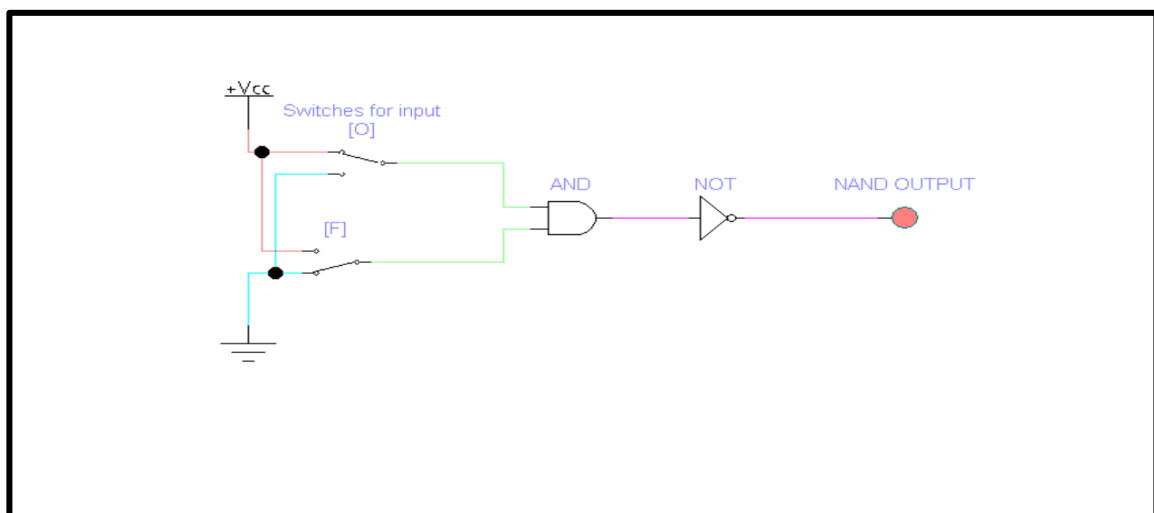 +Vcc
Switches for input
[O]
AND
NOT
NAND OUTPUT
[F]